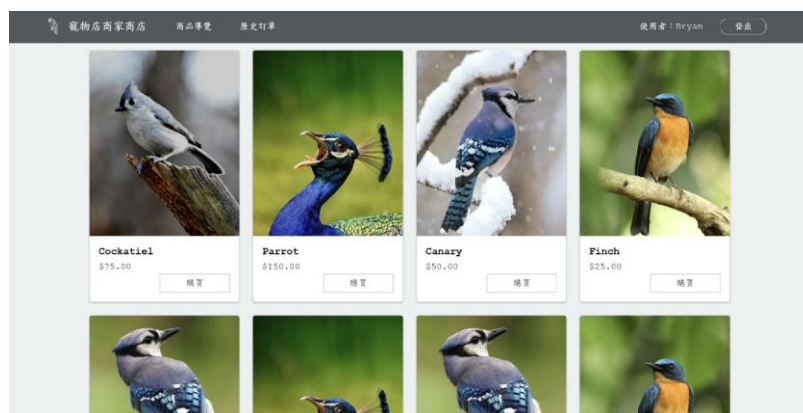 寵物店商家商店 商品導覽 歷史訂單 使用者：Bryan 登出
Cockatiel Parrot Canary Finch
$75.00 $150.00 $50.00 $25.00
購買 購買 購買 購買